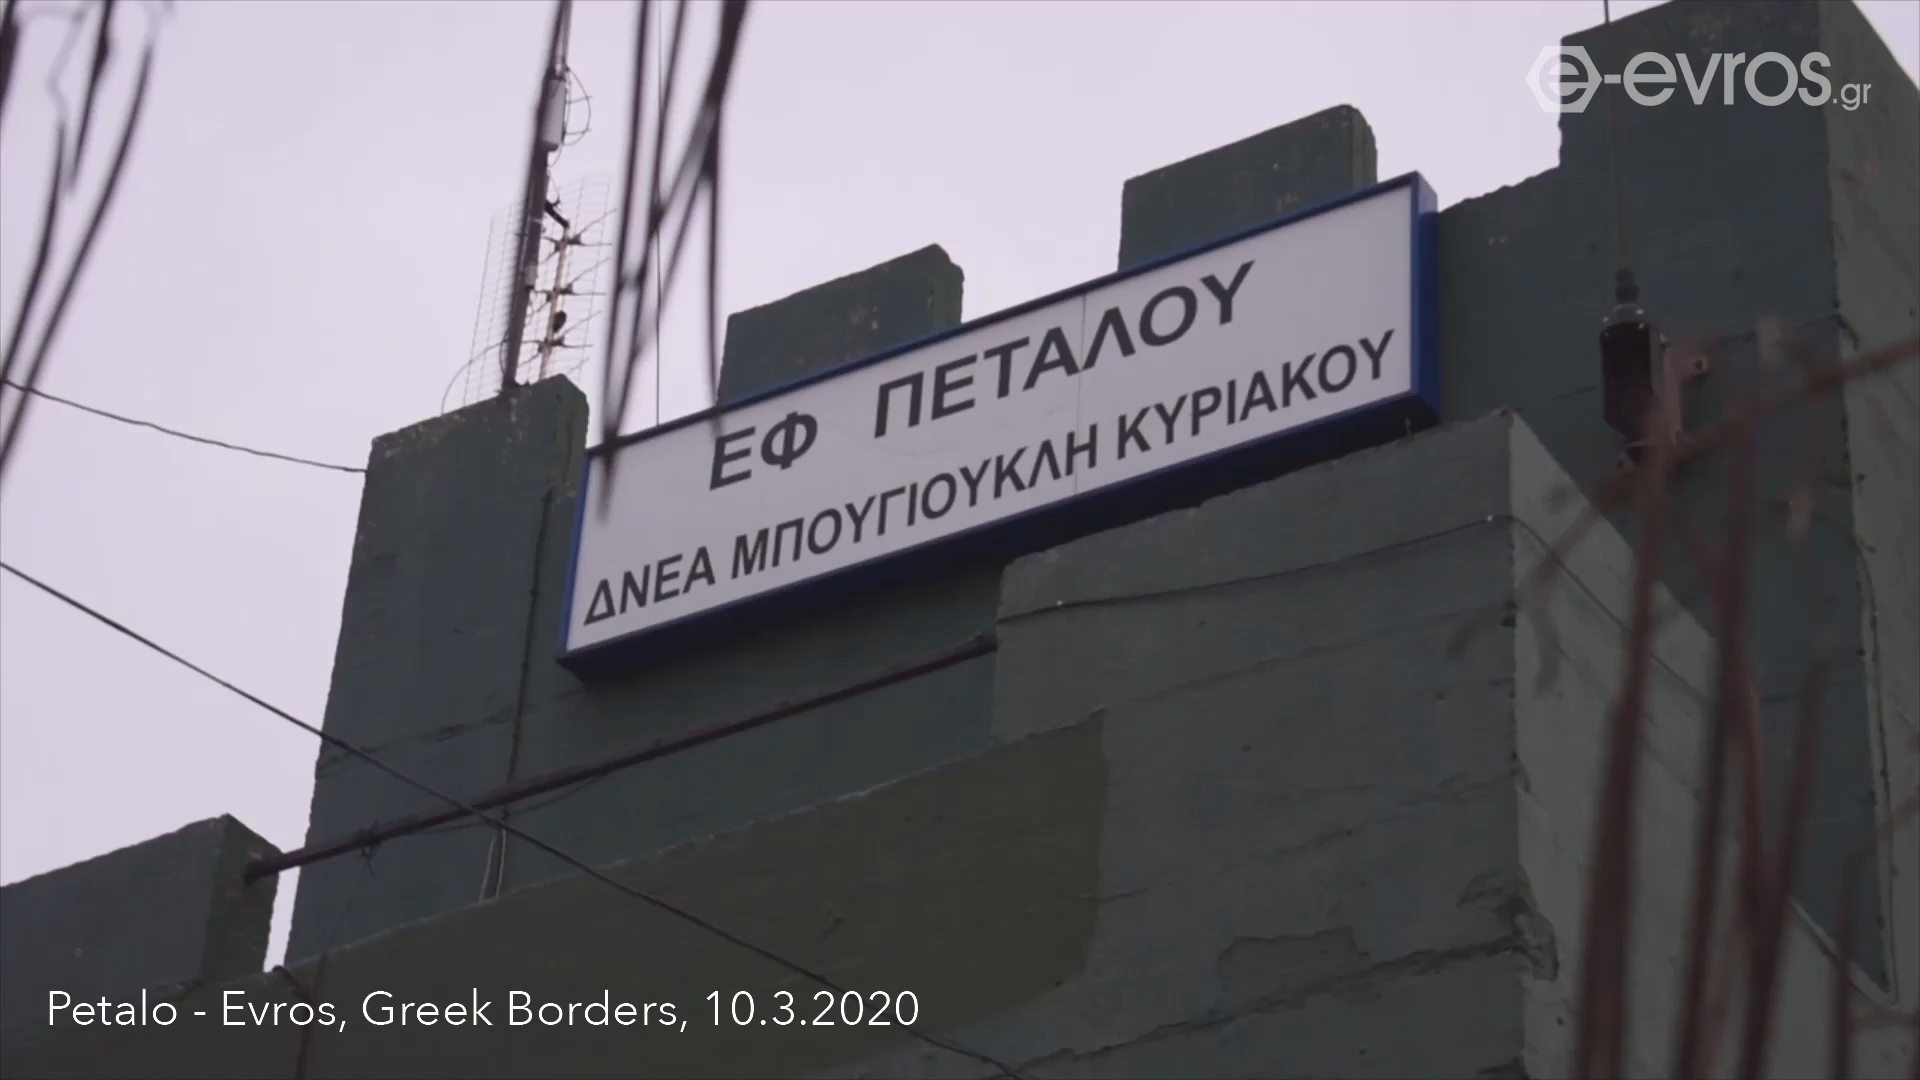 e-evros.gr
ΕΦ ΠΕΤΑΛΟΥ
ΔΝΕΑ ΜΠΟΥΓΙΟΥΚΛΗ ΚΥΡΙΑΚΟΥ
Petalo - Evros, Greek Borders, 10.3.2020